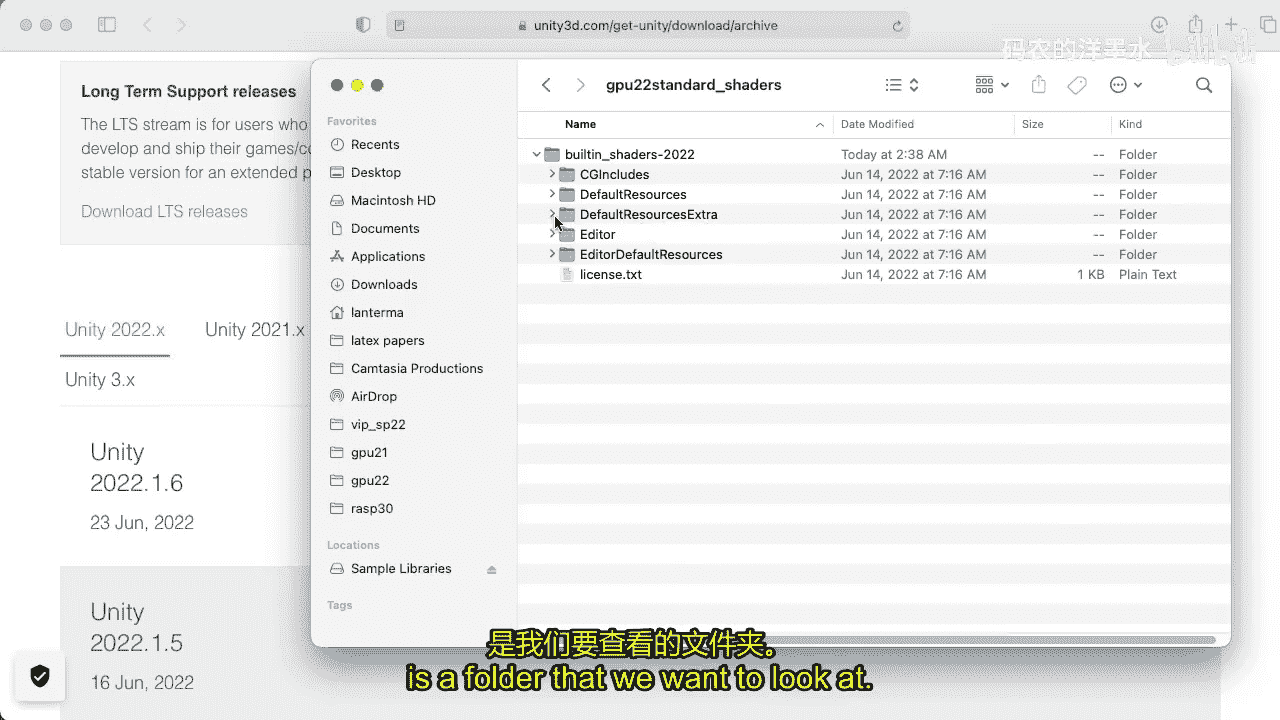 unity3d.com/get-unity/download/archive
码农的洋墨水 bilibili
Long Term Support releases
The LTS stream is for users who
develop and ship their games/co
stable version for an extended p
Download LTS releases
Unity 2022.x
Unity 2021.x
Unity 3.x
Unity
2022.1.6
23 Jun, 2022
Unity
2022.1.5
16 Jun, 2022
gpu22standard_shaders
Favorites
Recents
Desktop
Macintosh HD
Documents
Applications
Downloads
lanterma
latex papers
Camtasia Productions
AirDrop
vip_sp22
gpu21
gpu22
rasp30
Locations
Sample Libraries
Tags
Name Date Modified Size Kind
builtin_shaders-2022 Today at 2:38 AM -- Folder
CGIncludes Jun 14, 2022 at 7:16 AM -- Folder
DefaultResources Jun 14, 2022 at 7:16 AM -- Folder
DefaultResourcesExtra Jun 14, 2022 at 7:16 AM -- Folder
Editor Jun 14, 2022 at 7:16 AM -- Folder
EditorDefaultResources Jun 14, 2022 at 7:16 AM -- Folder
license.txt Jun 14, 2022 at 7:16 AM 1 KB Plain Text
是我们要查看的文件夹。
is a folder that we want to look at.